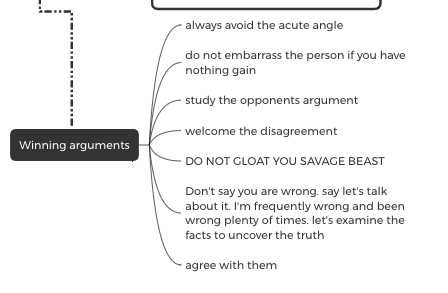 always avoid the acute angle
do not embarrass the person if you have
nothing gain
study the opponents argument
Winning arguments
welcome the disagreement
DO NOT GLOAT YOU SAVAGE BEAST
Don't say you are wrong. say let's talk
about it. I'm frequently wrong and been
wrong plenty of times. let's examine the
facts to uncover the truth
agree with them